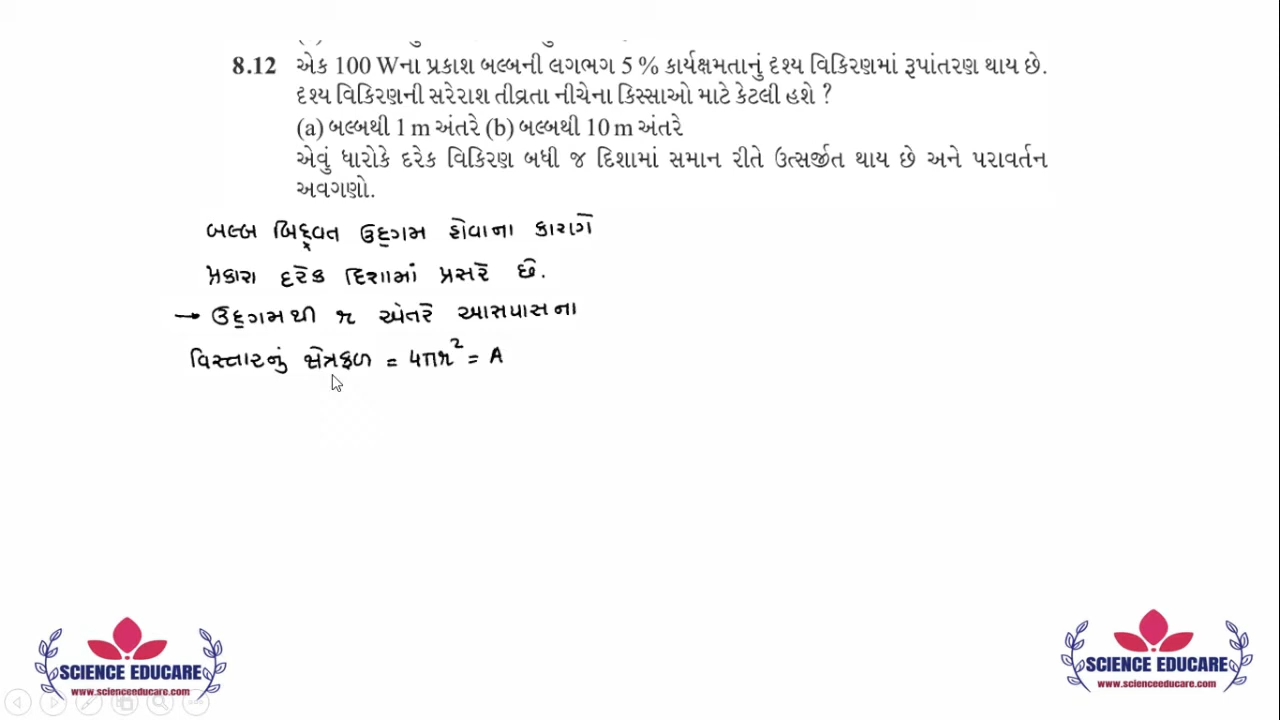 8.12 એક 100 Wના પ્રકાશ બલ્બની લગભગ 5 % કાર્યક્ષમતાનું દૃશ્ય વિકિરણમાં રૂપાંતરણ થાય છે.
દૃશ્ય વિકિરણની સરેરાશ તીવ્રતા નીચેના કિસ્સાઓ માટે કેટલી હશે ?
(a) બલ્બથી 1 m અંતરે (b) બલ્બથી 10 m અંતરે
એવું ધારોકે દરેક વિકિરણ બધી જ દિશામાં સમાન રીતે ઉત્સર્જીત થાય છે અને પરાવર્તન
અવગણો.
બલ્બ બિંદુવત ઉદ્દગમ હોવાના કારણે
પ્રકાશ દરેક દિશામાં પ્રસરે છે.
→ ઉદ્દગમથી r અંતરે આસપાસના
વિસ્તારનું ક્ષેત્રફળ = 4πr² = A
SCIENCE EDUCARE
www.scienceeducare.com
SCIENCE EDUCARE
www.scienceeducare.com